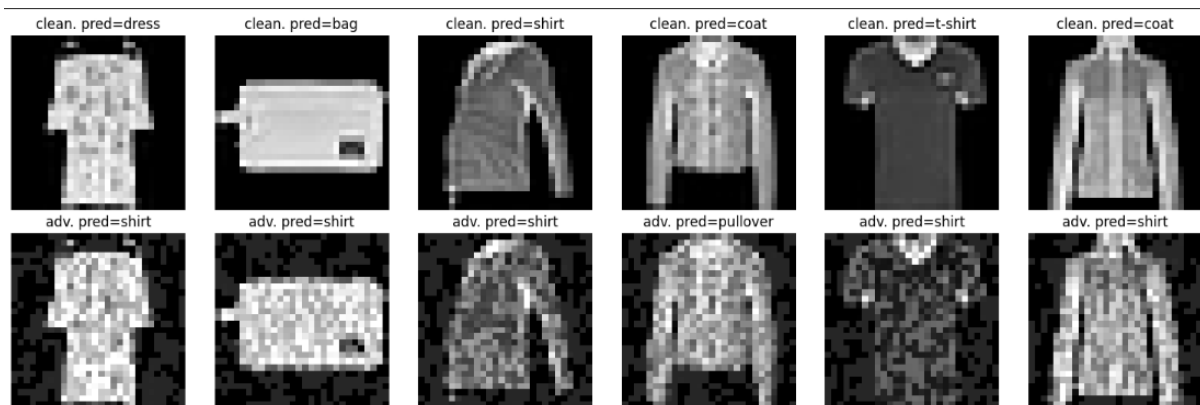 clean. pred=dress clean. pred=bag clean. pred=shirt clean. pred=coat clean. pred=t-shirt clean. pred=coat
adv. pred=shirt adv. pred=shirt adv. pred=shirt adv. pred=pullover adv. pred=shirt adv. pred=shirt